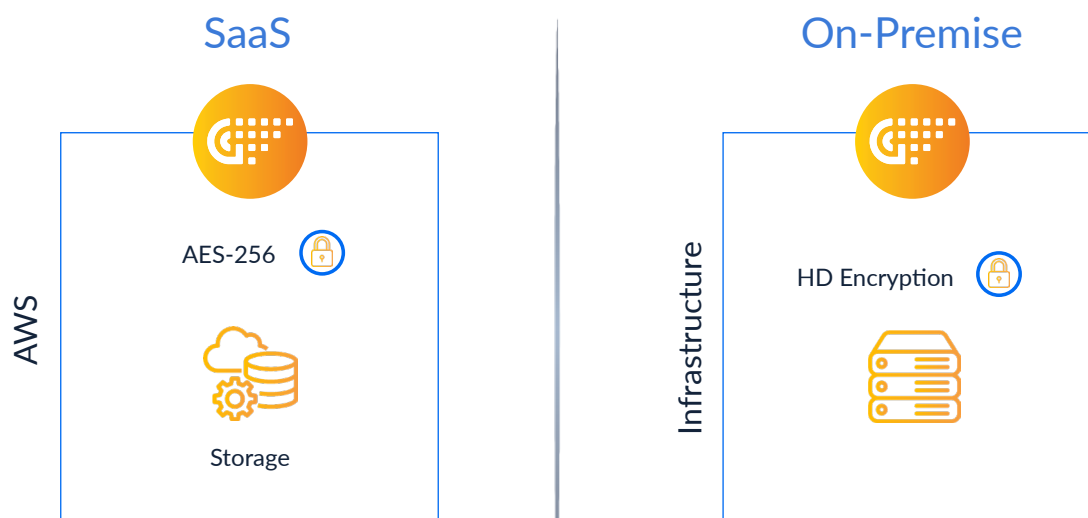 SaaS
AWS
AES-256
Storage
On-Premise
Infrastructure
HD Encryption